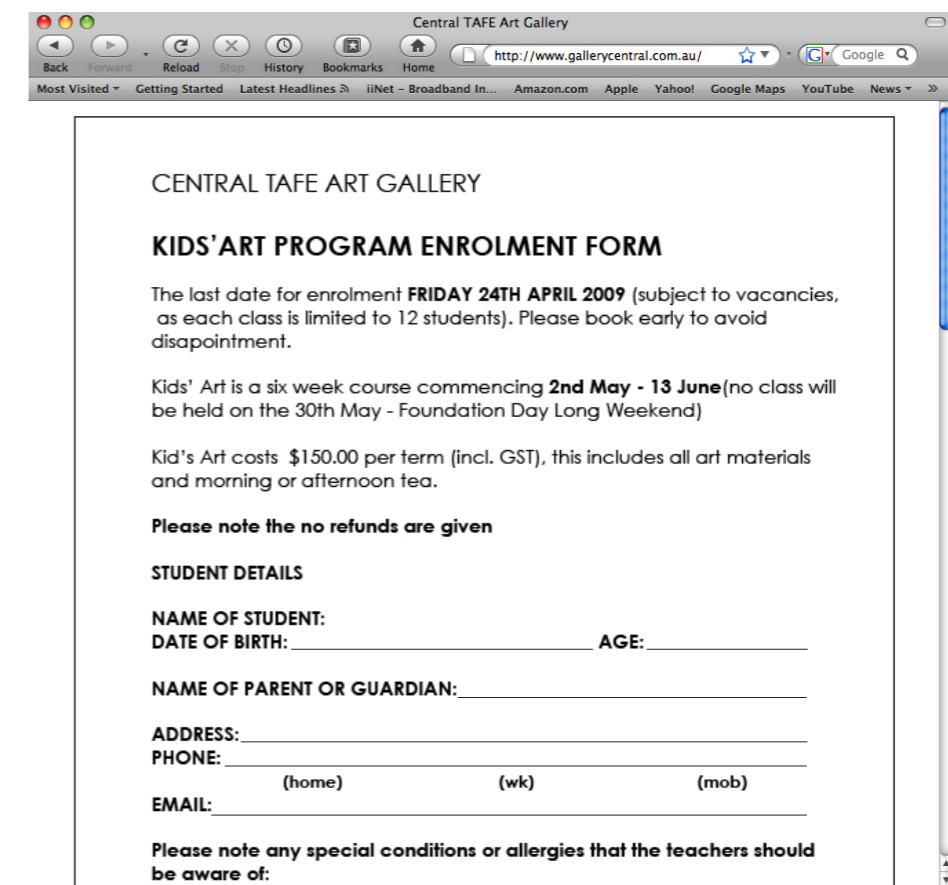 Central TAFE Art Gallery
Back Forward Reload Stop History Bookmarks Home http://www.gallerycentral.com.au/ G Google
Most Visited Getting Started Latest Headlines iiNet – Broadband In... Amazon.com Apple Yahoo! Google Maps YouTube News »
CENTRAL TAFE ART GALLERY
KIDS'ART PROGRAM ENROLMENT FORM
The last date for enrolment FRIDAY 24TH APRIL 2009 (subject to vacancies,
as each class is limited to 12 students). Please book early to avoid
disapointment.
Kids' Art is a six week course commencing 2nd May - 13 June(no class will
be held on the 30th May - Foundation Day Long Weekend)
Kid's Art costs $150.00 per term (incl. GST), this includes all art materials
and morning or afternoon tea.
Please note the no refunds are given
STUDENT DETAILS
NAME OF STUDENT:
DATE OF BIRTH: AGE:
NAME OF PARENT OR GUARDIAN:
ADDRESS:
PHONE:
(home) (wk) (mob)
EMAIL:
Please note any special conditions or allergies that the teachers should
be aware of: